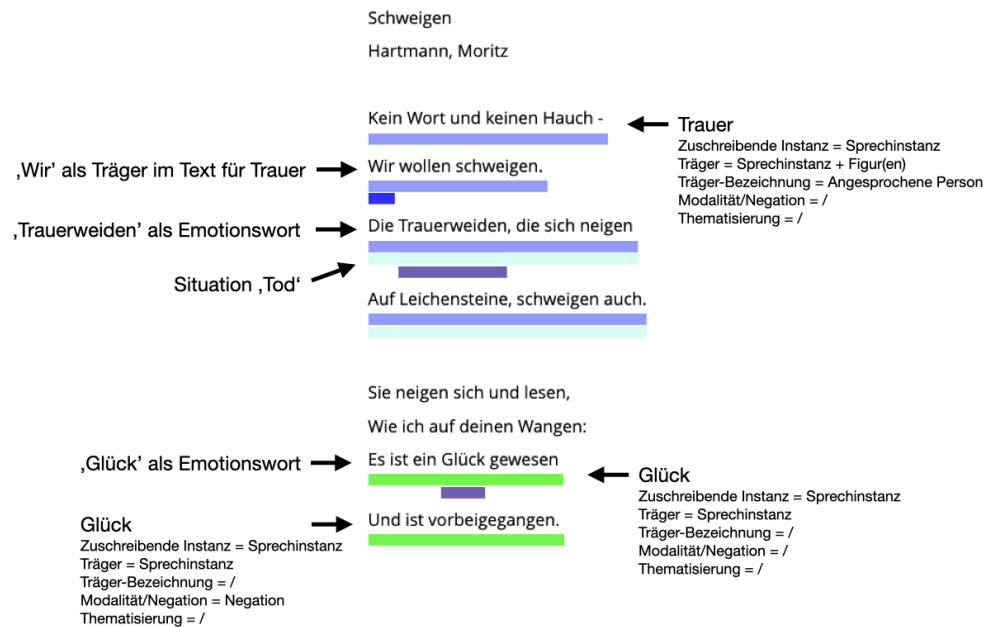 Schweigen
Hartmann, Moritz
Kein Wort und keinen Hauch -
Trauer
Zuschreibende Instanz = Sprechinstanz
Träger = Sprechinstanz + Figur(en)
Träger-Bezeichnung = Angesprochene Person
Modalität/Negation = /
Thematisierung = /
‚Wir’ als Träger im Text für Trauer
Wir wollen schweigen.
‚Trauerweiden’ als Emotionswort
Die Trauerweiden, die sich neigen
Situation ‚Tod‘
Auf Leichensteine, schweigen auch.
Sie neigen sich und lesen,
Wie ich auf deinen Wangen:
‚Glück’ als Emotionswort
Es ist ein Glück gewesen
Glück
Zuschreibende Instanz = Sprechinstanz
Träger = Sprechinstanz
Träger-Bezeichnung = /
Modalität/Negation = /
Thematisierung = /
Und ist vorbeigegangen.
Glück
Zuschreibende Instanz = Sprechinstanz
Träger = Sprechinstanz
Träger-Bezeichnung = /
Modalität/Negation = Negation
Thematisierung = /